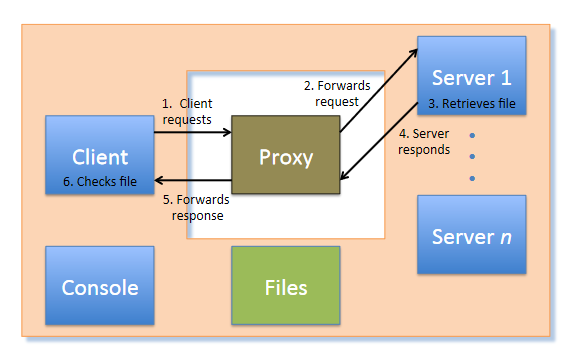 1. Client
requests
2. Forwards
request
Server 1
3. Retrieves file
4. Server
responds
Client
6. Checks file
Proxy
5. Forwards
response
Server n
Console
Files